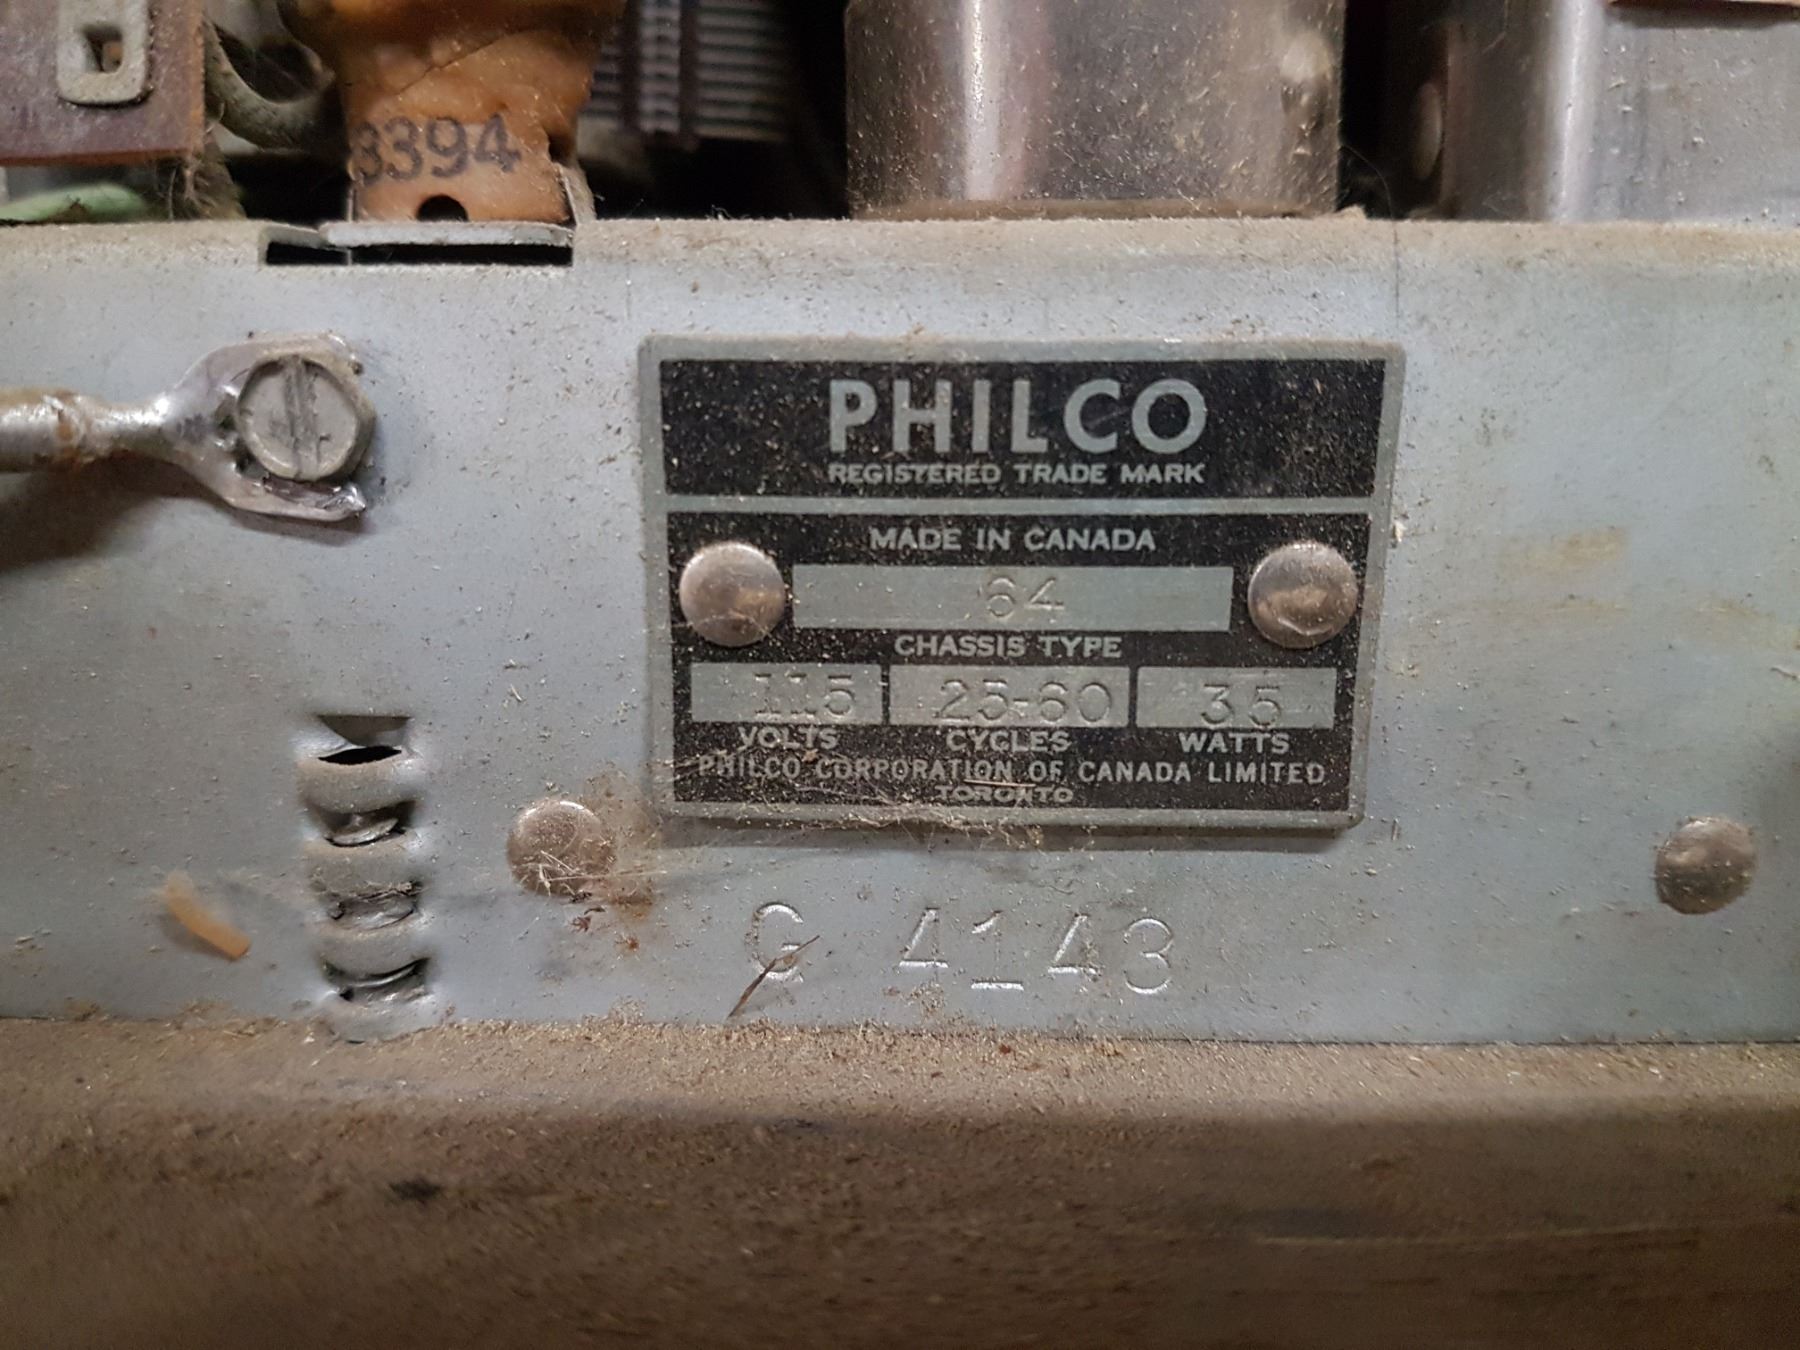 3394
PHILCO
REGISTERED TRADE MARK
MADE IN CANADA
64
CHASSIS TYPE
115 25-60 35
VOLTS CYCLES WATTS
PHILCO CORPORATION OF CANADA LIMITED
TORONTO
G 4143